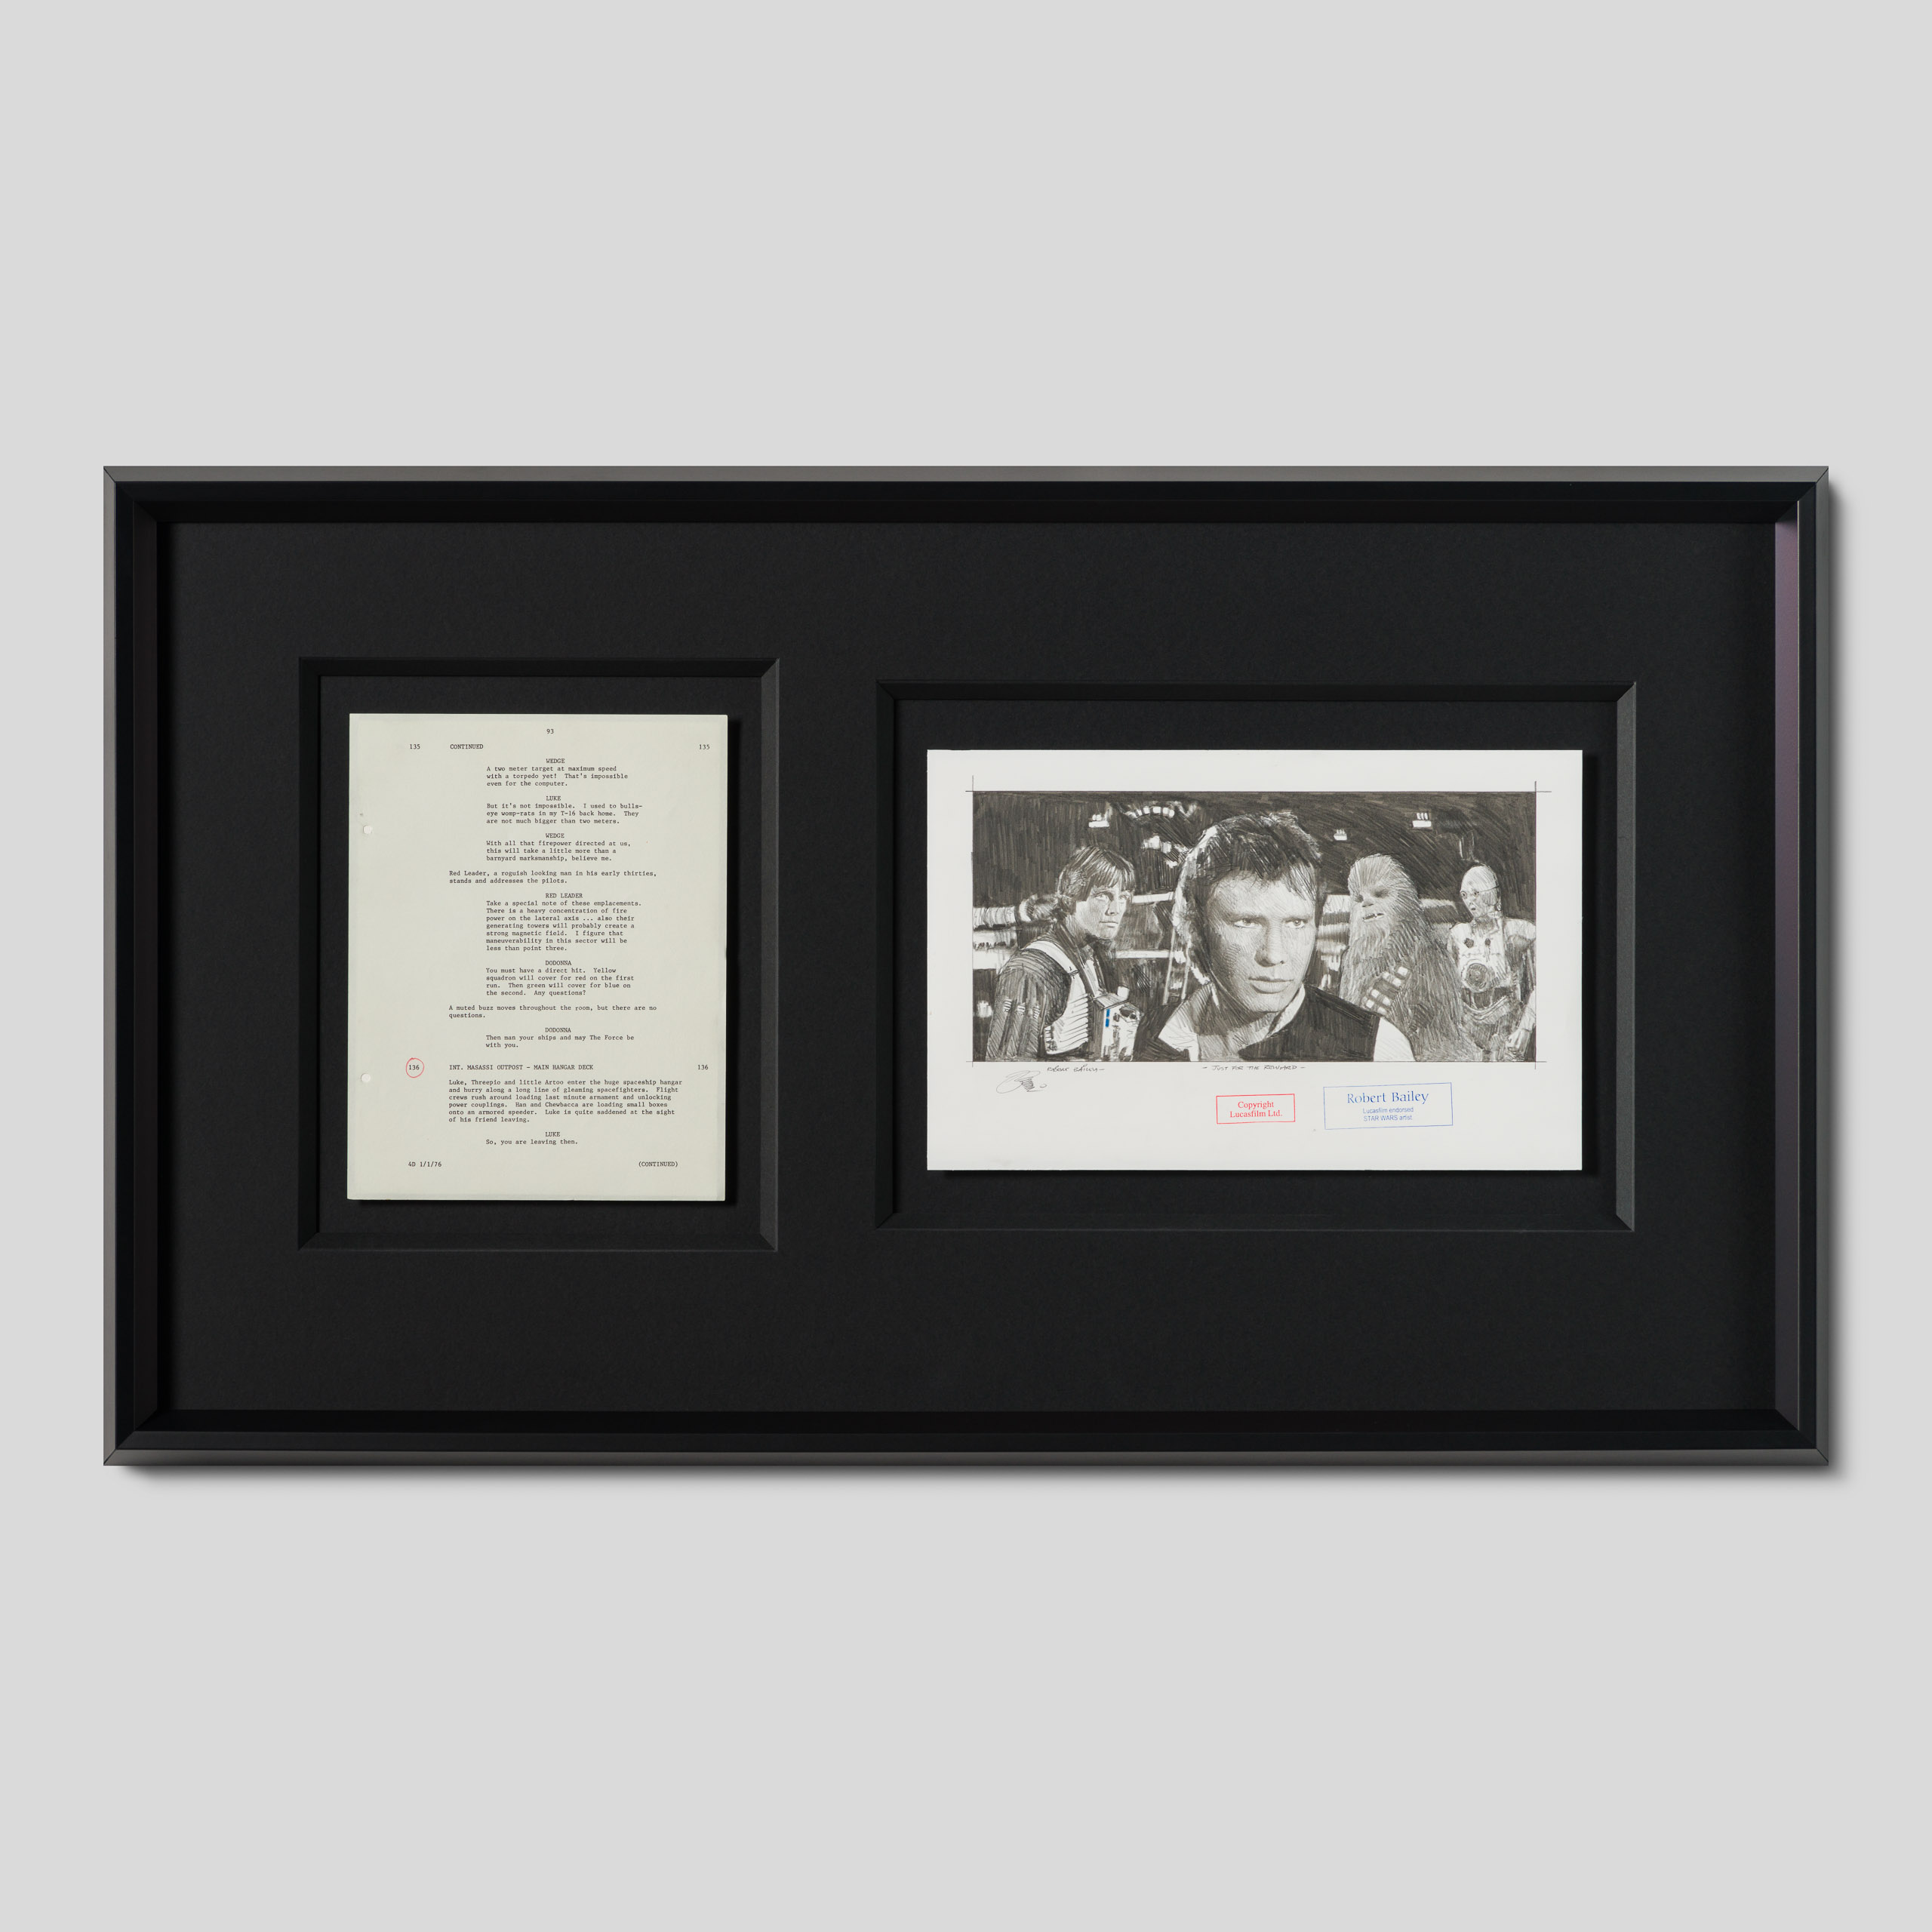 93
135 CONTINUED 135
WEDGE
A two meter target at maximum speed
with a torpedo yet! That's impossible
even for the computer.
LUKE
But it's not impossible. I used to bulls-
eye womp-rats in my T-16 back home. They
are not much bigger than two meters.
WEDGE
With all that firepower directed at us,
this will take a little more than a
barnyard marksmanship, believe me.
Red Leader, a roguish looking man in his early thirties,
stands and addresses the pilots.
RED LEADER
Take a special note of these emplacements.
There is a heavy concentration of fire
power on the lateral axis ... also their
generating towers will probably create a
strong magnetic field. I figure that
maneuverability in this sector will be
less than point three.
DODONNA
You must have a direct hit. Yellow
squadron will cover for red on the first
run. Then green will cover for blue on
the second. Any questions?
A muted buzz moves throughout the room, but there are no
questions.
DODONNA
Then man your ships and may The Force be
with you.
136 INT. MASASSI OUTPOST - MAIN HANGAR DECK 136
Luke, Threepio and little Artoo enter the huge spaceship hangar
and hurry along a long line of gleaming spacefighters. Flight
crews rush around loading last minute armament and unlocking
power couplings. Han and Chewbacca are loading small boxes
onto an armored speeder. Luke is quite saddened at the sight
of his friend leaving.
LUKE
So, you are leaving then.
4D 1/1/76 (CONTINUED)
ROBERT BAILEY -
- JUST FOR THE REWARD -
Copyright
Lucasfilm Ltd.
Robert Bailey
Lucasfilm endorsed
STAR WARS artist